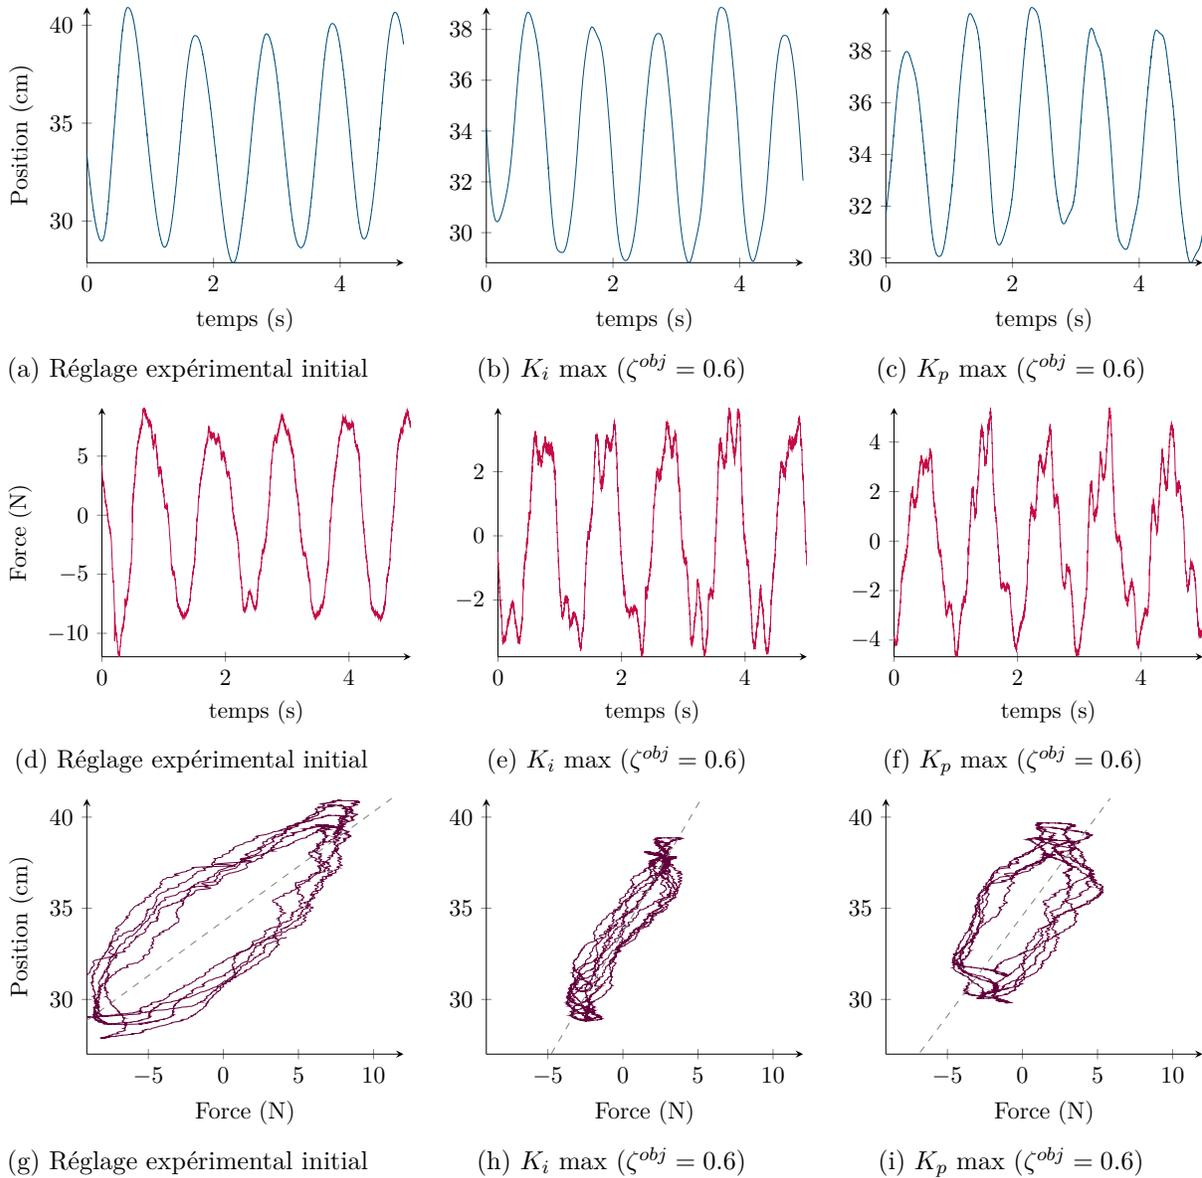 Position (cm)
40
35
30
0 2 4
temps (s)
(a) Réglage expérimental initial
38
36
34
32
30
0 2 4
temps (s)
(b) K_i max (ζ^obj = 0.6)
38
36
34
32
30
0 2 4
temps (s)
(c) K_p max (ζ^obj = 0.6)
Force (N)
5
0
−5
−10
0 2 4
temps (s)
(d) Réglage expérimental initial
2
0
−2
0 2 4
temps (s)
(e) K_i max (ζ^obj = 0.6)
4
2
0
−2
−4
0 2 4
temps (s)
(f) K_p max (ζ^obj = 0.6)
Position (cm)
40
35
30
−5 0 5 10
Force (N)
(g) Réglage expérimental initial
40
35
30
−5 0 5 10
Force (N)
(h) K_i max (ζ^obj = 0.6)
40
35
30
−5 0 5 10
Force (N)
(i) K_p max (ζ^obj = 0.6)